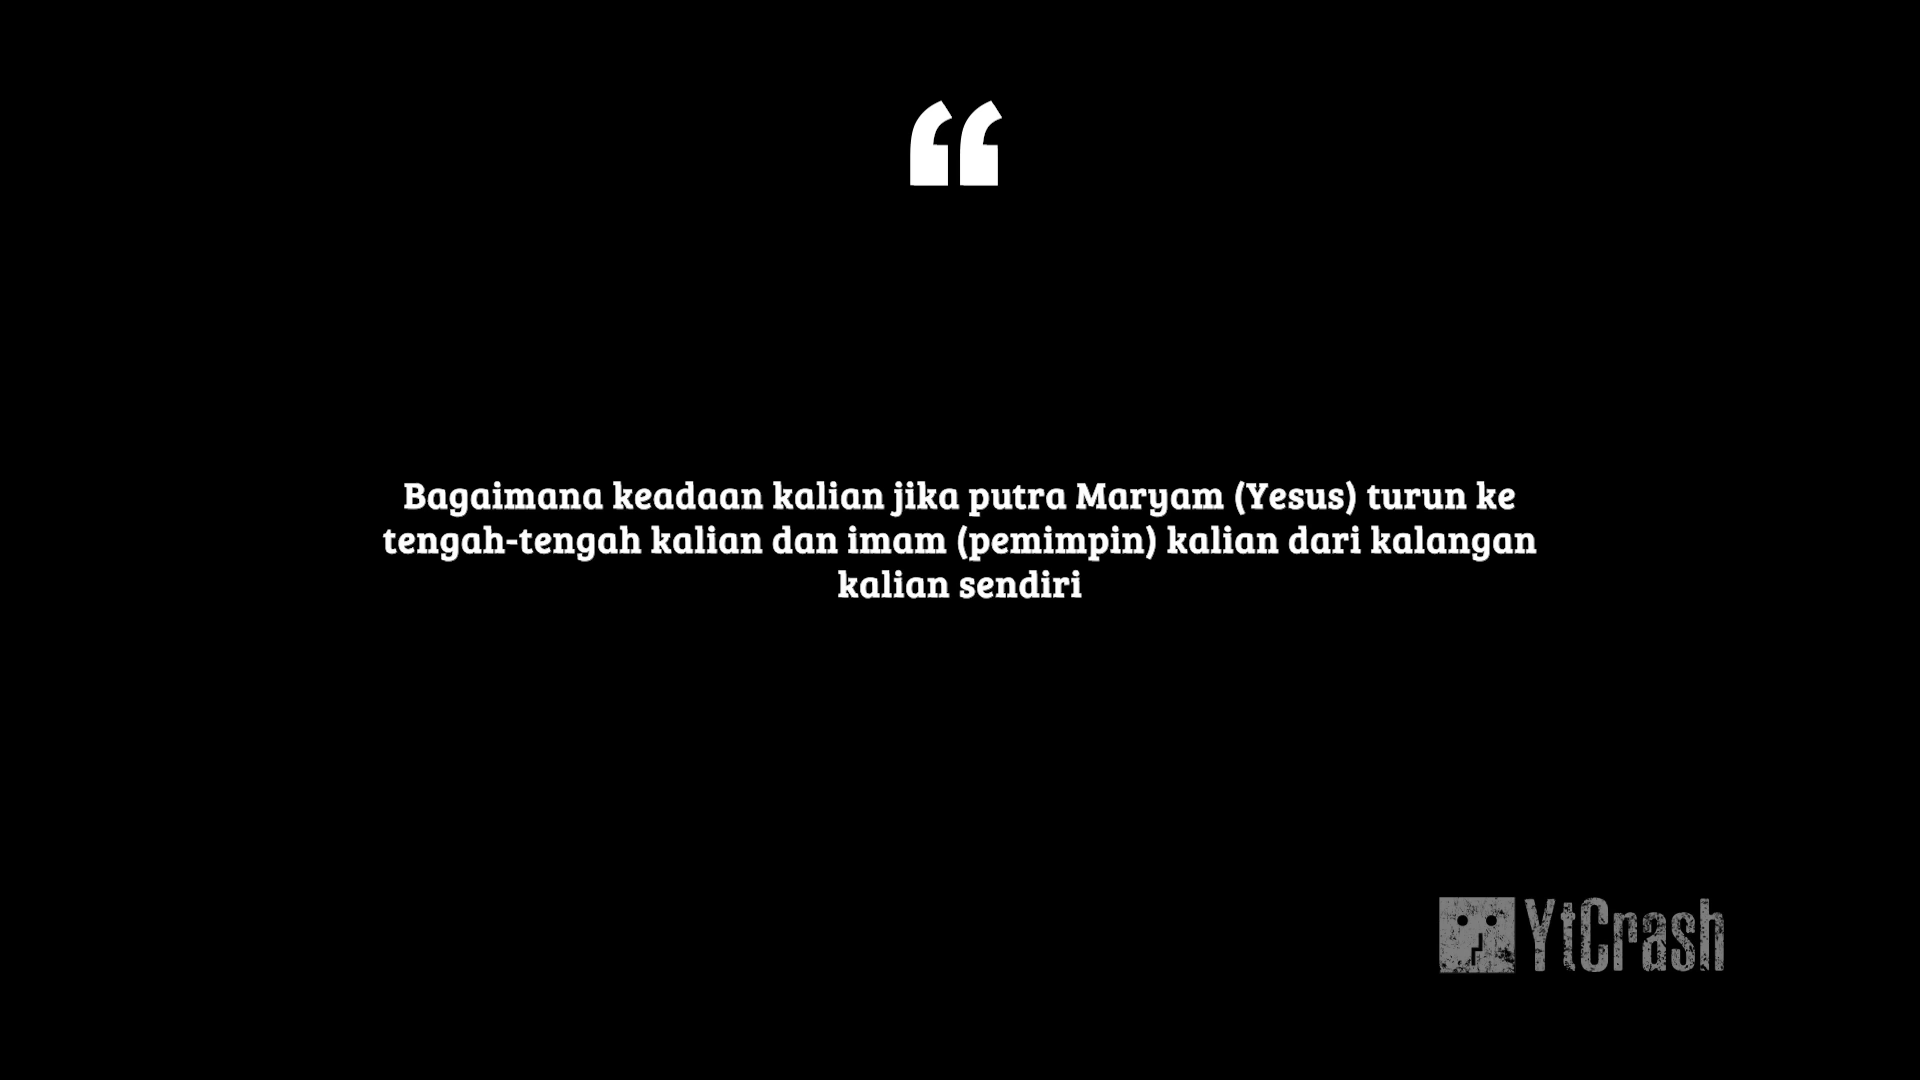 “
Bagaimana keadaan kalian jika putra Maryam (Yesus) turun ke
tengah-tengah kalian dan imam (pemimpin) kalian dari kalangan
kalian sendiri
YtCrash